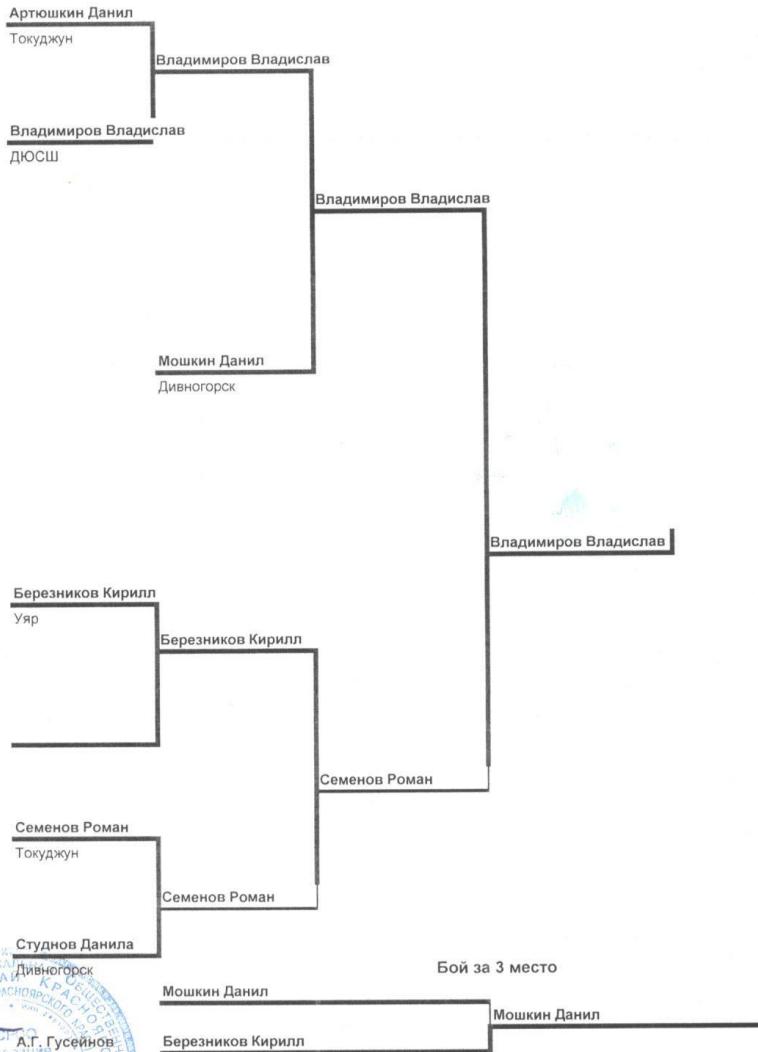 Артюшкин Данил
Токуджун
Владимиров Владислав
Владимиров Владислав
ДЮСШ
Владимиров Владислав
Мошкин Данил
Дивногорск
Владимиров Владислав
Березников Кирилл
Уяр
Березников Кирилл
Семенов Роман
Семенов Роман
Токуджун
Семенов Роман
Студнов Данила
Дивногорск
Бой за 3 место
Мошкин Данил
Мошкин Данил
А.Г. Гусейнов
Березников Кирилл